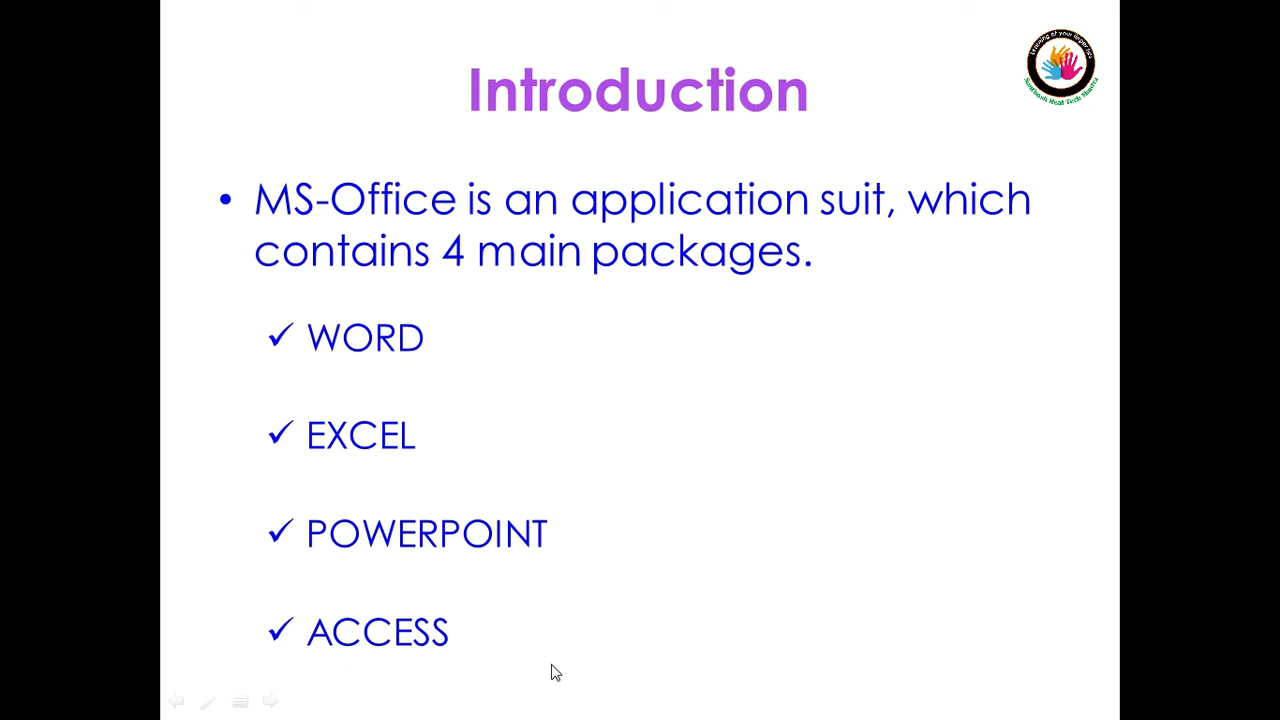 Introduction
• MS-Office is an application suit, which
contains 4 main packages.
✓ WORD
✓ EXCEL
✓ POWERPOINT
✓ ACCESS